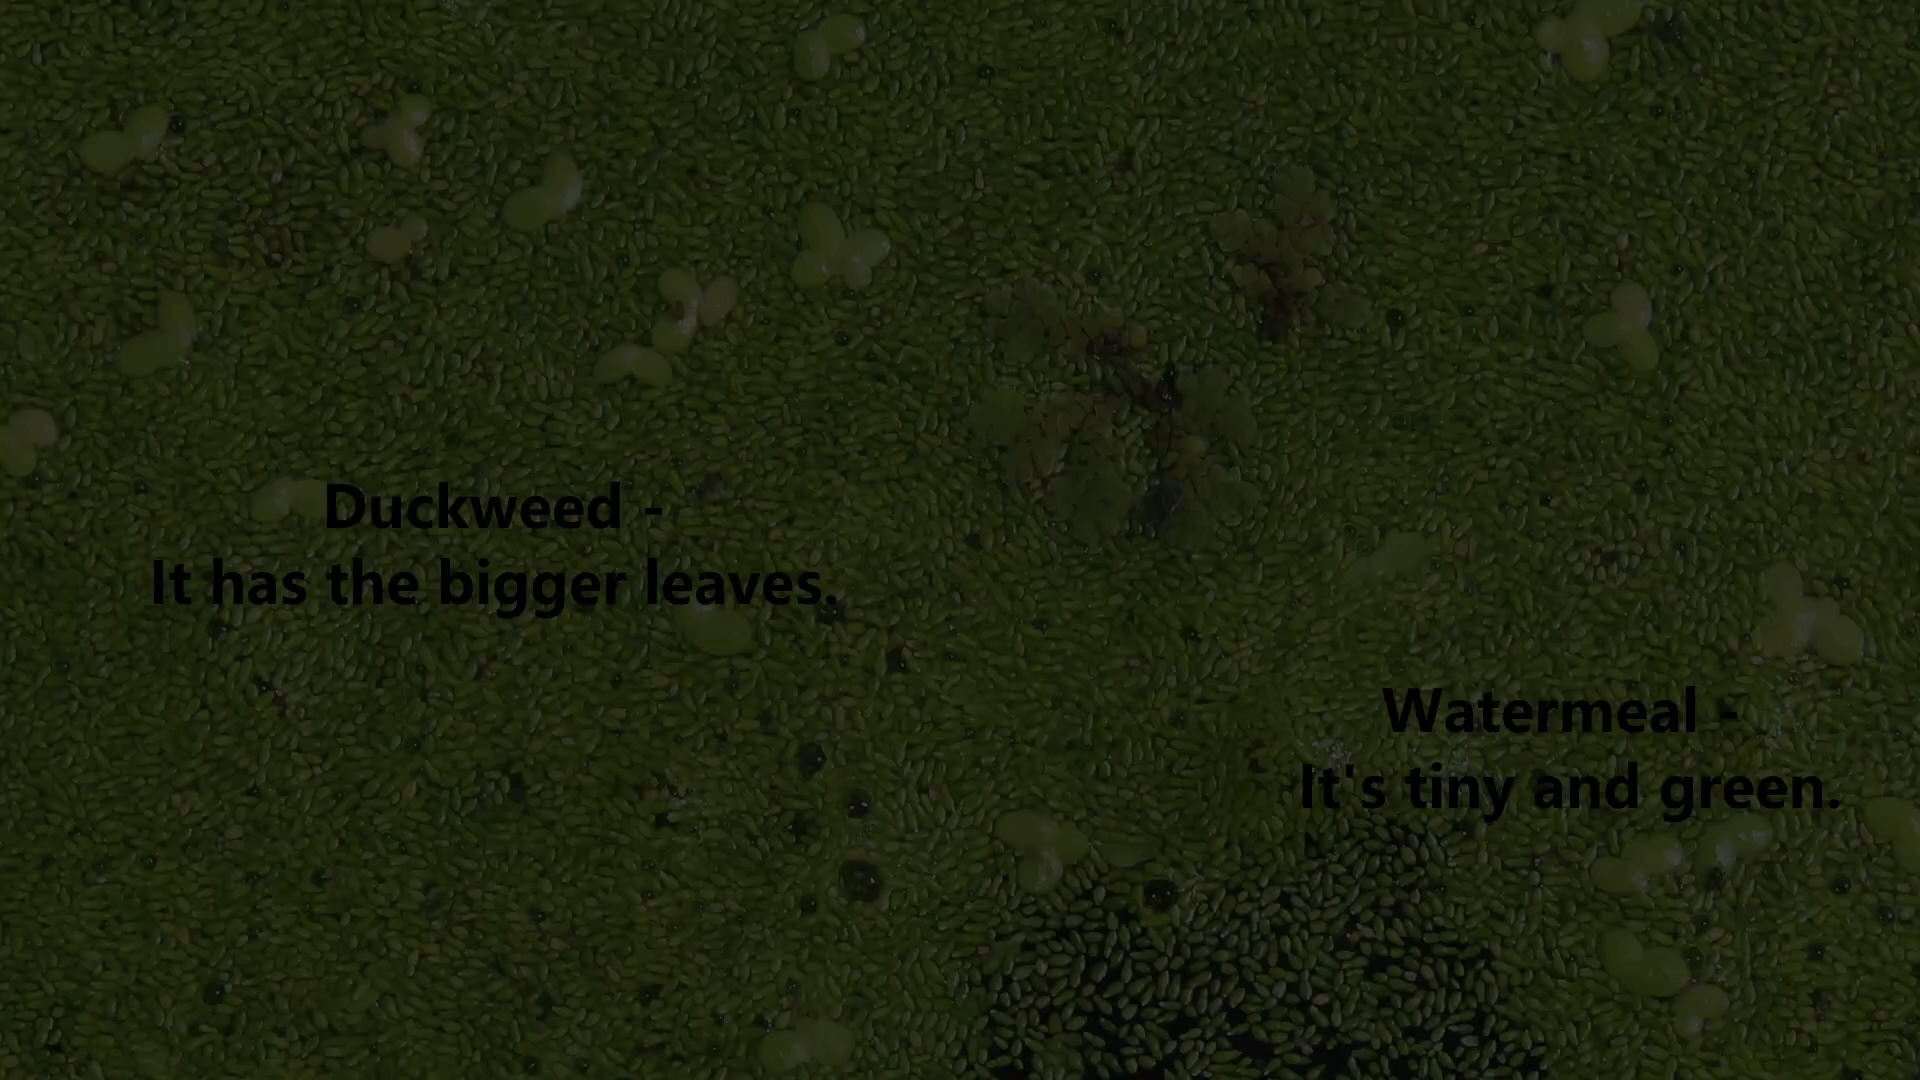 Duckweed -
It has the bigger leaves.
Watermeal -
It's tiny and green.